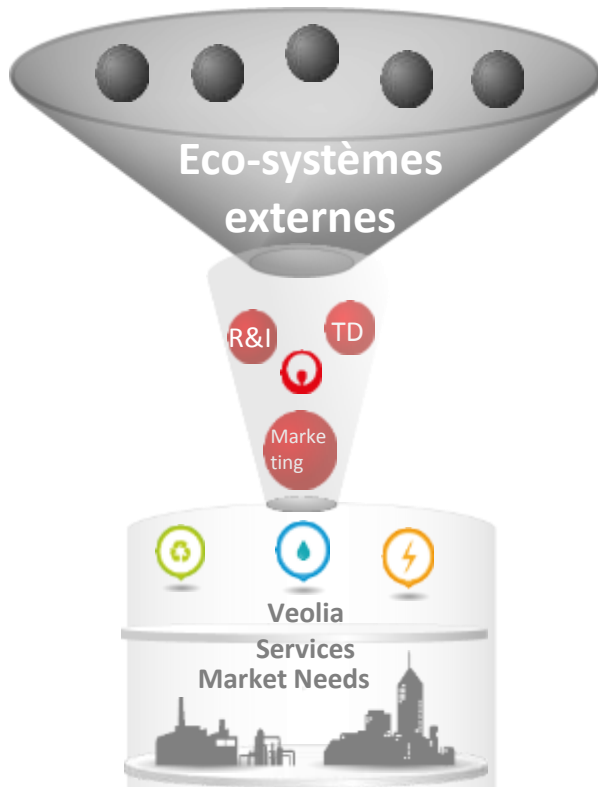 Eco-systèmes
externes
R&I
TD
Marke
ting
Veolia
Services
Market Needs